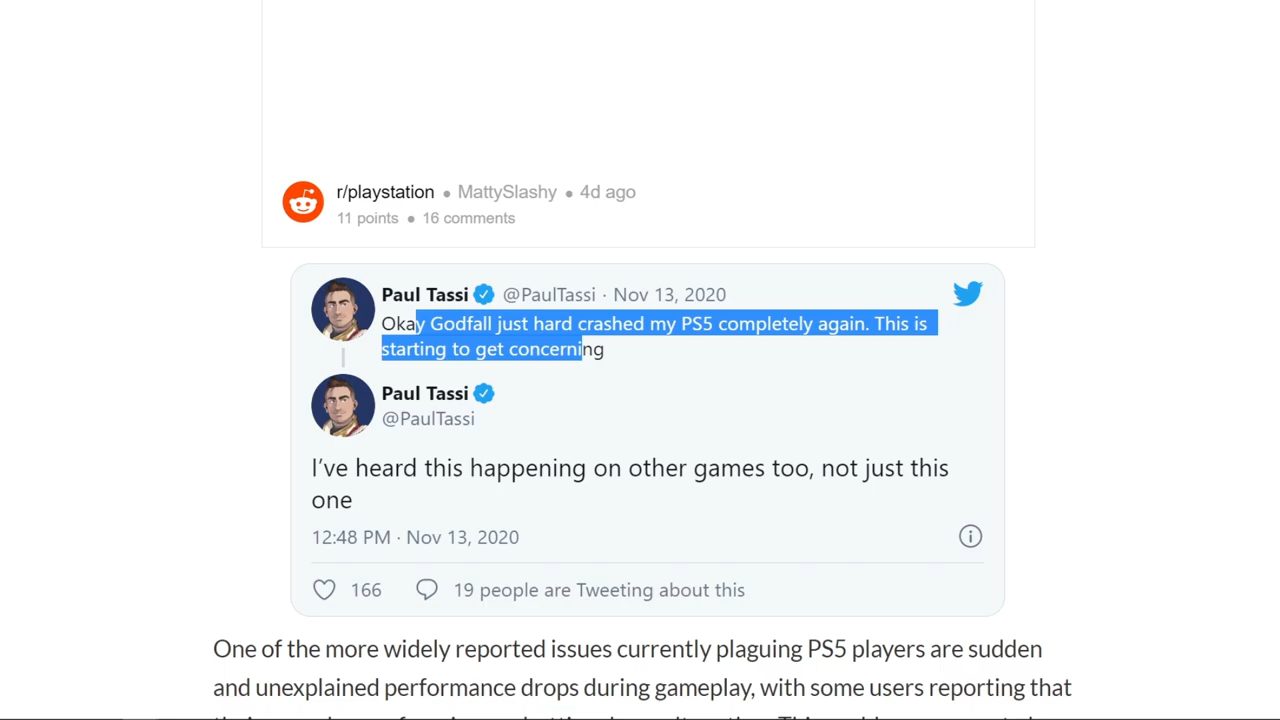 r/playstation • MattySlashy • 4d ago
11 points • 16 comments
Paul Tassi @PaulTassi · Nov 13, 2020
Okay Godfall just hard crashed my PS5 completely again. This is
starting to get concerning
Paul Tassi
@PaulTassi
I've heard this happening on other games too, not just this
one
12:48 PM · Nov 13, 2020
166 19 people are Tweeting about this
One of the more widely reported issues currently plaguing PS5 players are sudden
and unexplained performance drops during gameplay, with some users reporting that